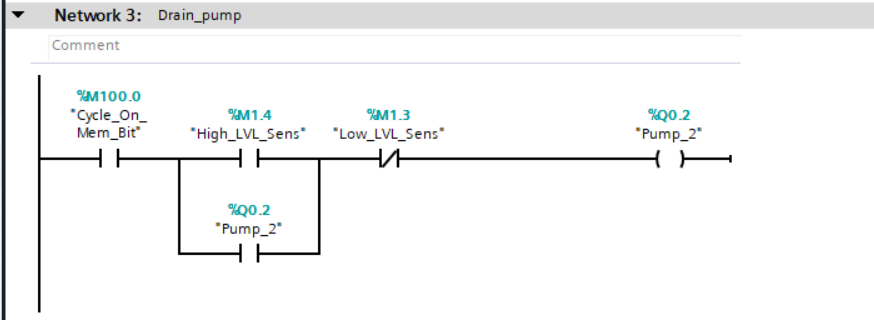 Network 3: Drain_pump
Comment
%M100.0
"Cycle_On_
Mem_Bit"
%M1.4
"High_LVL_Sens"
%M1.3
"Low_LVL_Sens"
%Q0.2
"Pump_2"
%Q0.2
"Pump_2"